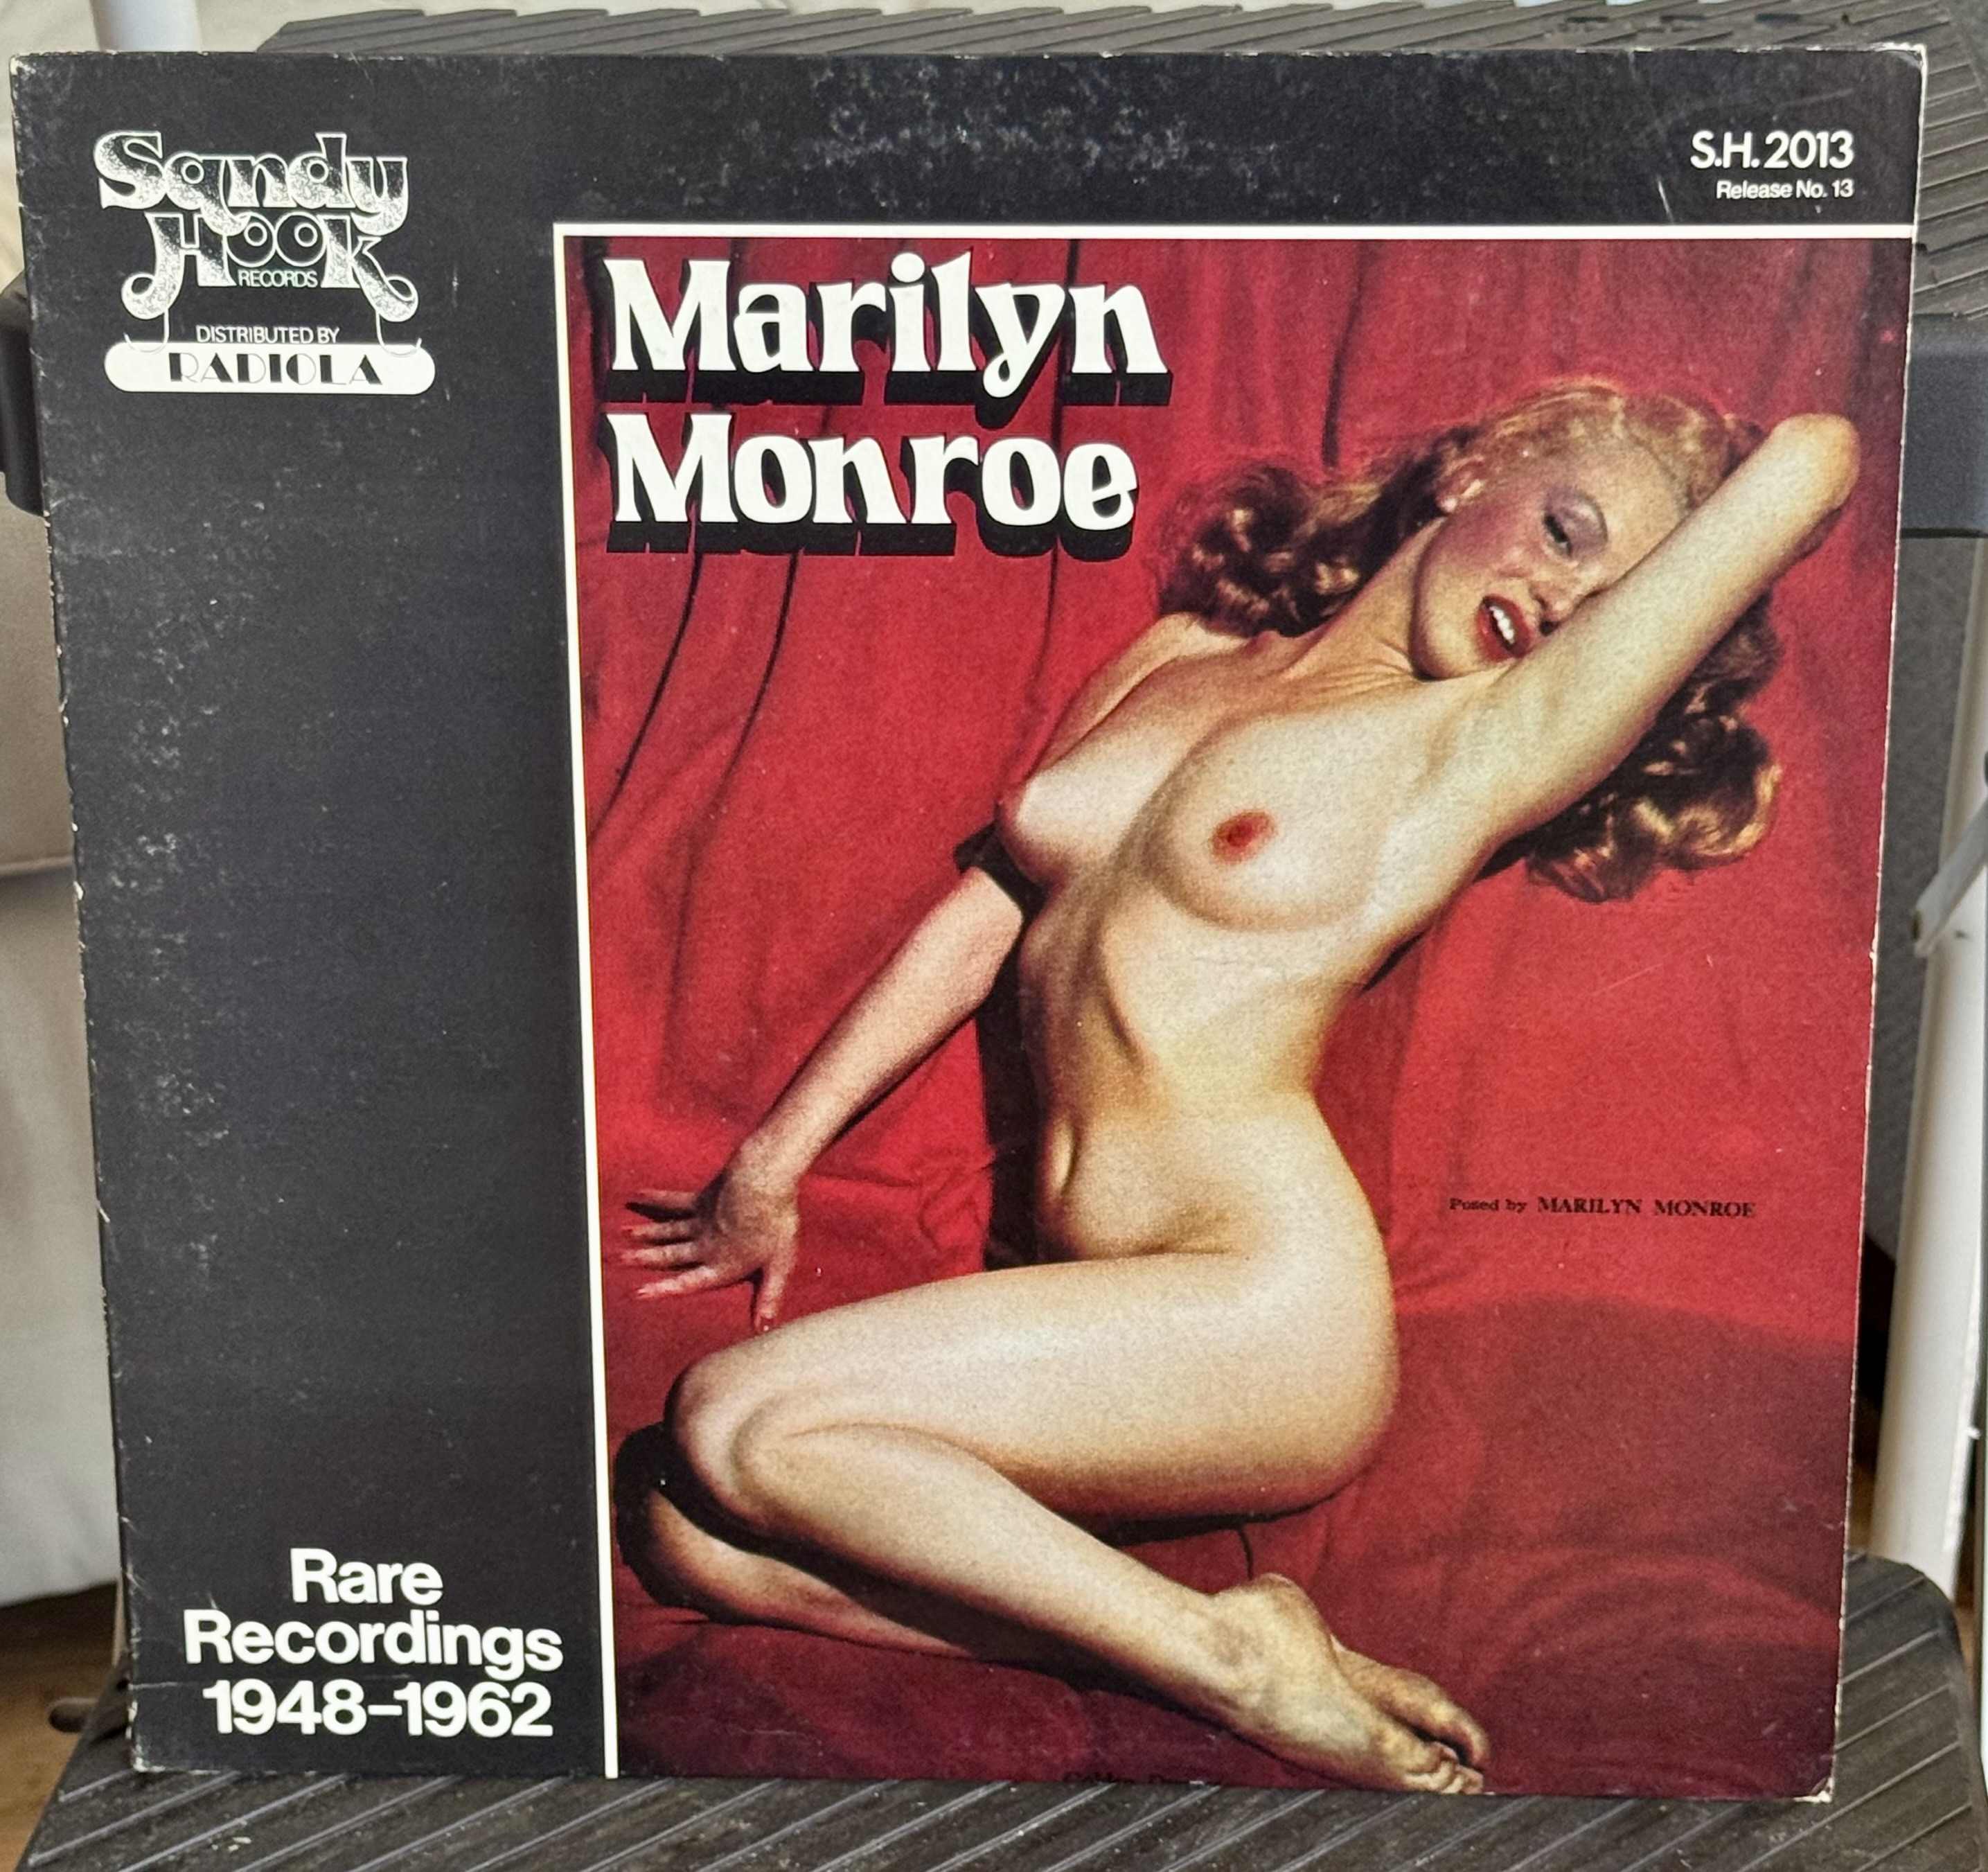 Sandy
Hook
RECORDS
DISTRIBUTED BY
RADIOLA
S.H. 2013
Release No. 13
Marilyn
Monroe
Posed by MARILYN MONROE
Rare
Recordings
1948-1962